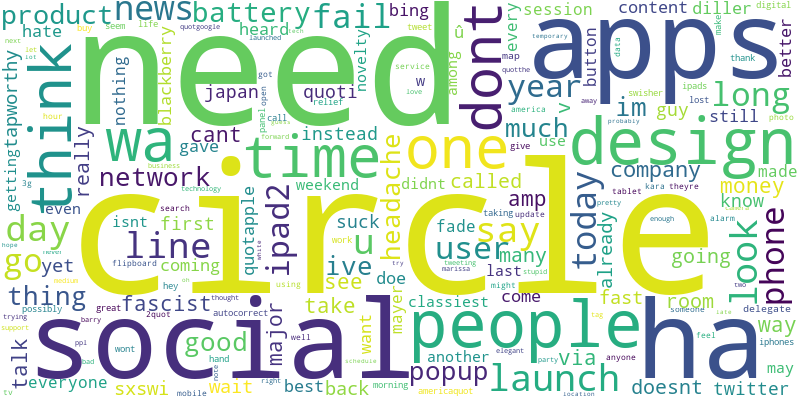 product news battery fail bing dont session content diller digital
hate buy seem life tweet heard among û every map button better
next let iot quotgoogle launched
need apps
think nothing blackberry japan quoti novelty w year
gettingtapworthy really wa cant gave instead service relief love much v im guy swisher ipads still long
hour even network time one design
3g business isnt weekend didnt called use company made
day line quotapple u headache say user today already money know
go yet first suck amp fade many going look phone
circle
thing coming ive doe last fast room
possibly fascist see mayer classiest come
social people ha
talk good major take want another via launch way
everyone sxswi wait best back popup doesnt twitter may
tv mobile morning americaquot location delegate
ipad2 search flipboard hey great autocorrect thought
trying support barry 2quot ppi bad wont hand note right schedule well
using white work try tweeting marissa might stupid
taking update kara theyre tablet pretty enough alarm two
quotthe america give lost away data temporary thank photo probably
got open panel call forward technology hope medium
elegant party anyone someone feel iphones tag late make